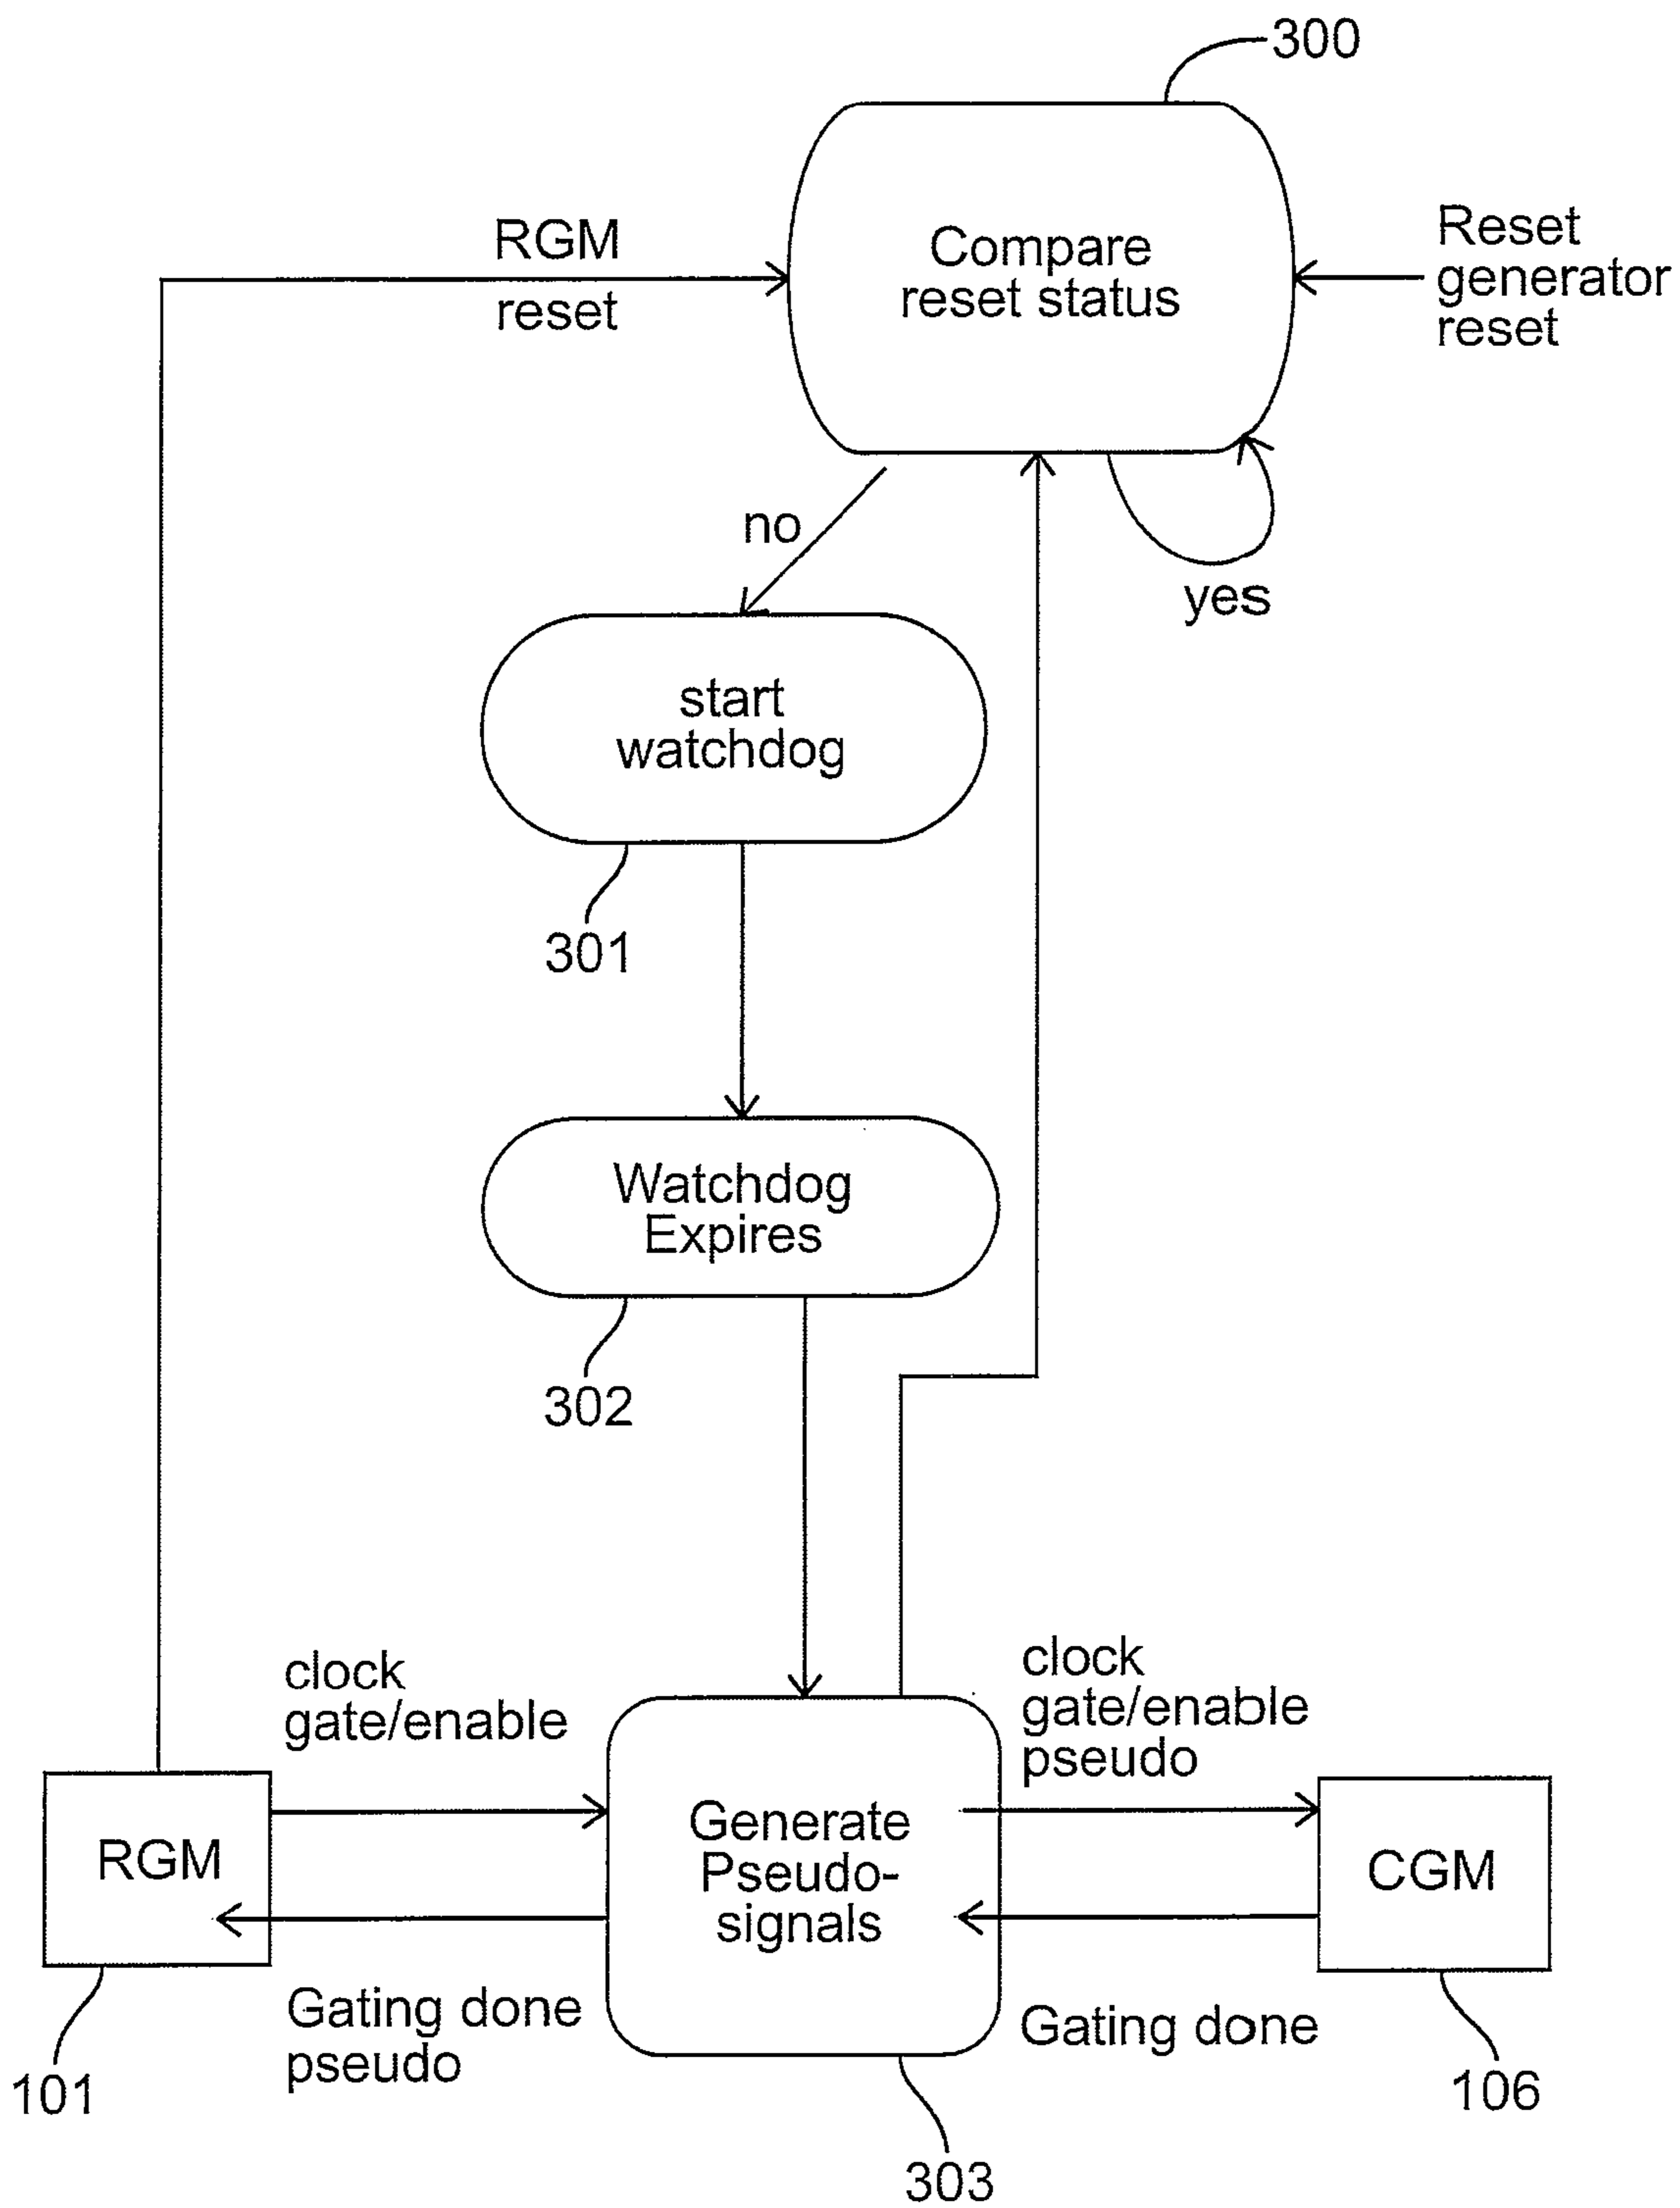 300
RGM
reset
Compare
reset status
Reset
generator
reset
no
yes
start
watchdog
301
Watchdog
Expires
302
clock
gate/enable
clock
gate/enable
pseudo
RGM
Generate
Pseudo-
signals
CGM
Gating done
pseudo
Gating done
101
106
303